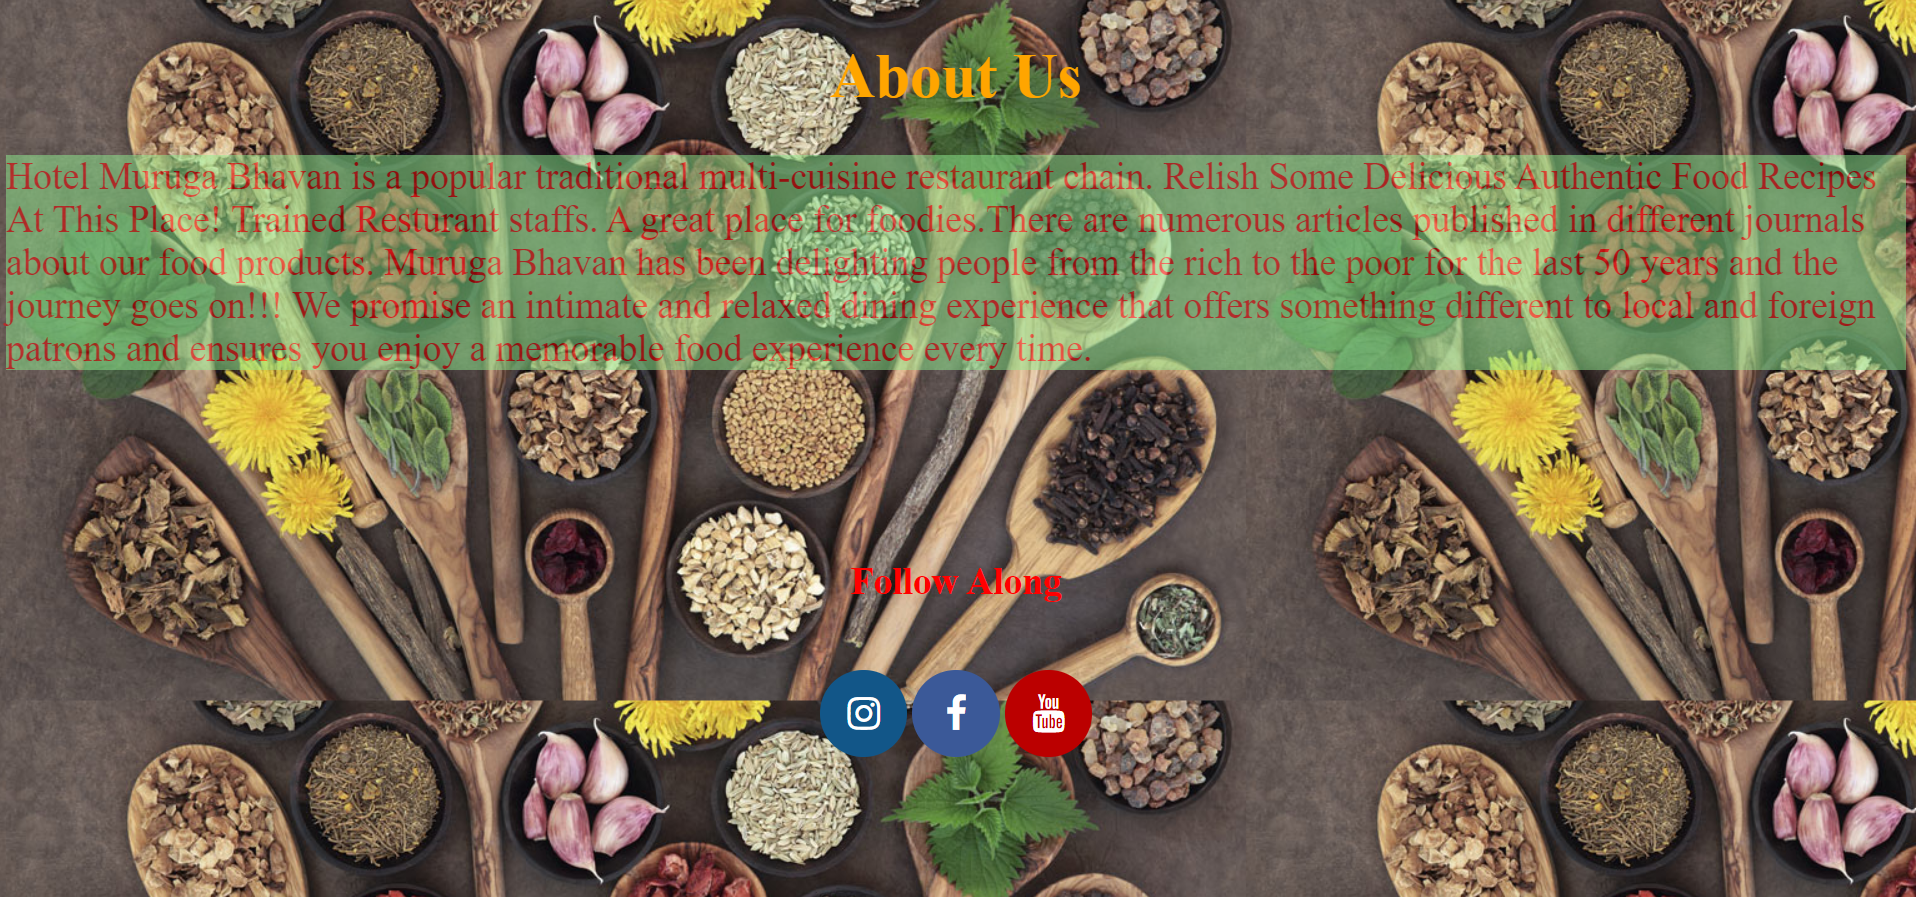 About Us
Hotel Muruga Bhavan is a popular traditional multi-cuisine restaurant chain. Relish Some Delicious Authentic Food Recipes
At This Place! Trained Resturant staffs. A great place for foodies.There are numerous articles published in different journals
about our food products. Muruga Bhavan has been delighting people from the rich to the poor for the last 50 years and the
journey goes on!!! We promise an intimate and relaxed dining experience that offers something different to local and foreign
patrons and ensures you enjoy a memorable food experience every time.
Follow Along
You
Tube